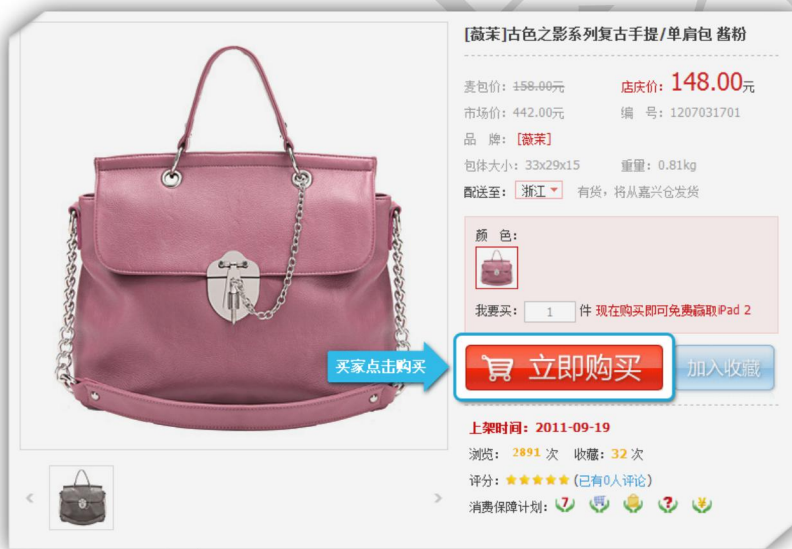 [薇茉]古色之影系列复古手提/单肩包 酱粉
麦包价: 158.00元 店庆价: 148.00元
市场价: 442.00元 编 号: 1207031701
品 牌: [薇茉]
包体大小: 33x29x15 重量: 0.81kg
配送至: 浙江 有货，将从嘉兴仓发货
颜 色:
我要买: 1 件 现在购买即可免费赢取iPad 2
买家点击购买
立即购买 加入收藏
上架时间: 2011-09-19
浏览: 2891 次 收藏: 32 次
评分: (已有0人评论)
消费保障计划: 7 ? ¥